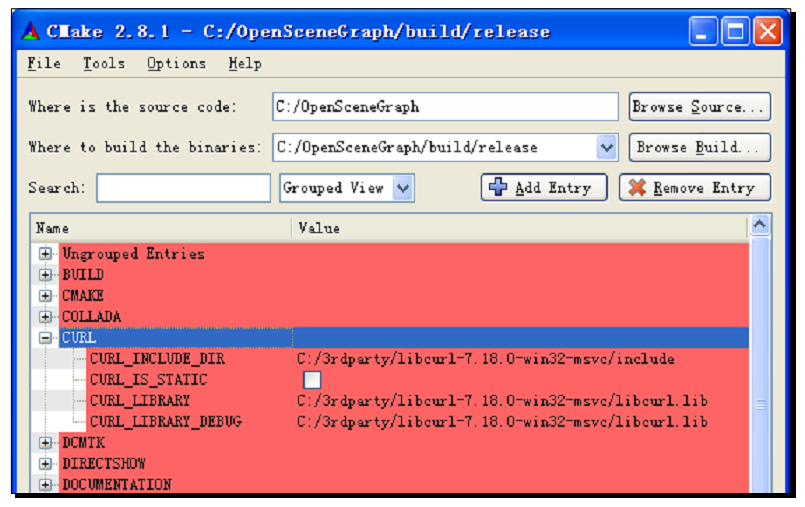 CMake 2.8.1 - C:/OpenSceneGraph/build/release
File Tools Options Help
Where is the source code: C:/OpenSceneGraph Browse Source...
Where to build the binaries: C:/OpenSceneGraph/build/release Browse Build...
Search: Grouped View Add Entry Remove Entry
Name Value
Ungrouped Entries
BUILD
CMAKE
COLLADA
CURL
CURL_INCLUDE_DIR C:/3rdparty/libcurl-7.18.0-win32-msvc/include
CURL_IS_STATIC
CURL_LIBRARY C:/3rdparty/libcurl-7.18.0-win32-msvc/libcurl.lib
CURL_LIBRARY_DEBUG C:/3rdparty/libcurl-7.18.0-win32-msvc/libcurl.lib
DCMTK
DIRECTSHOW
DOCUMENTATION